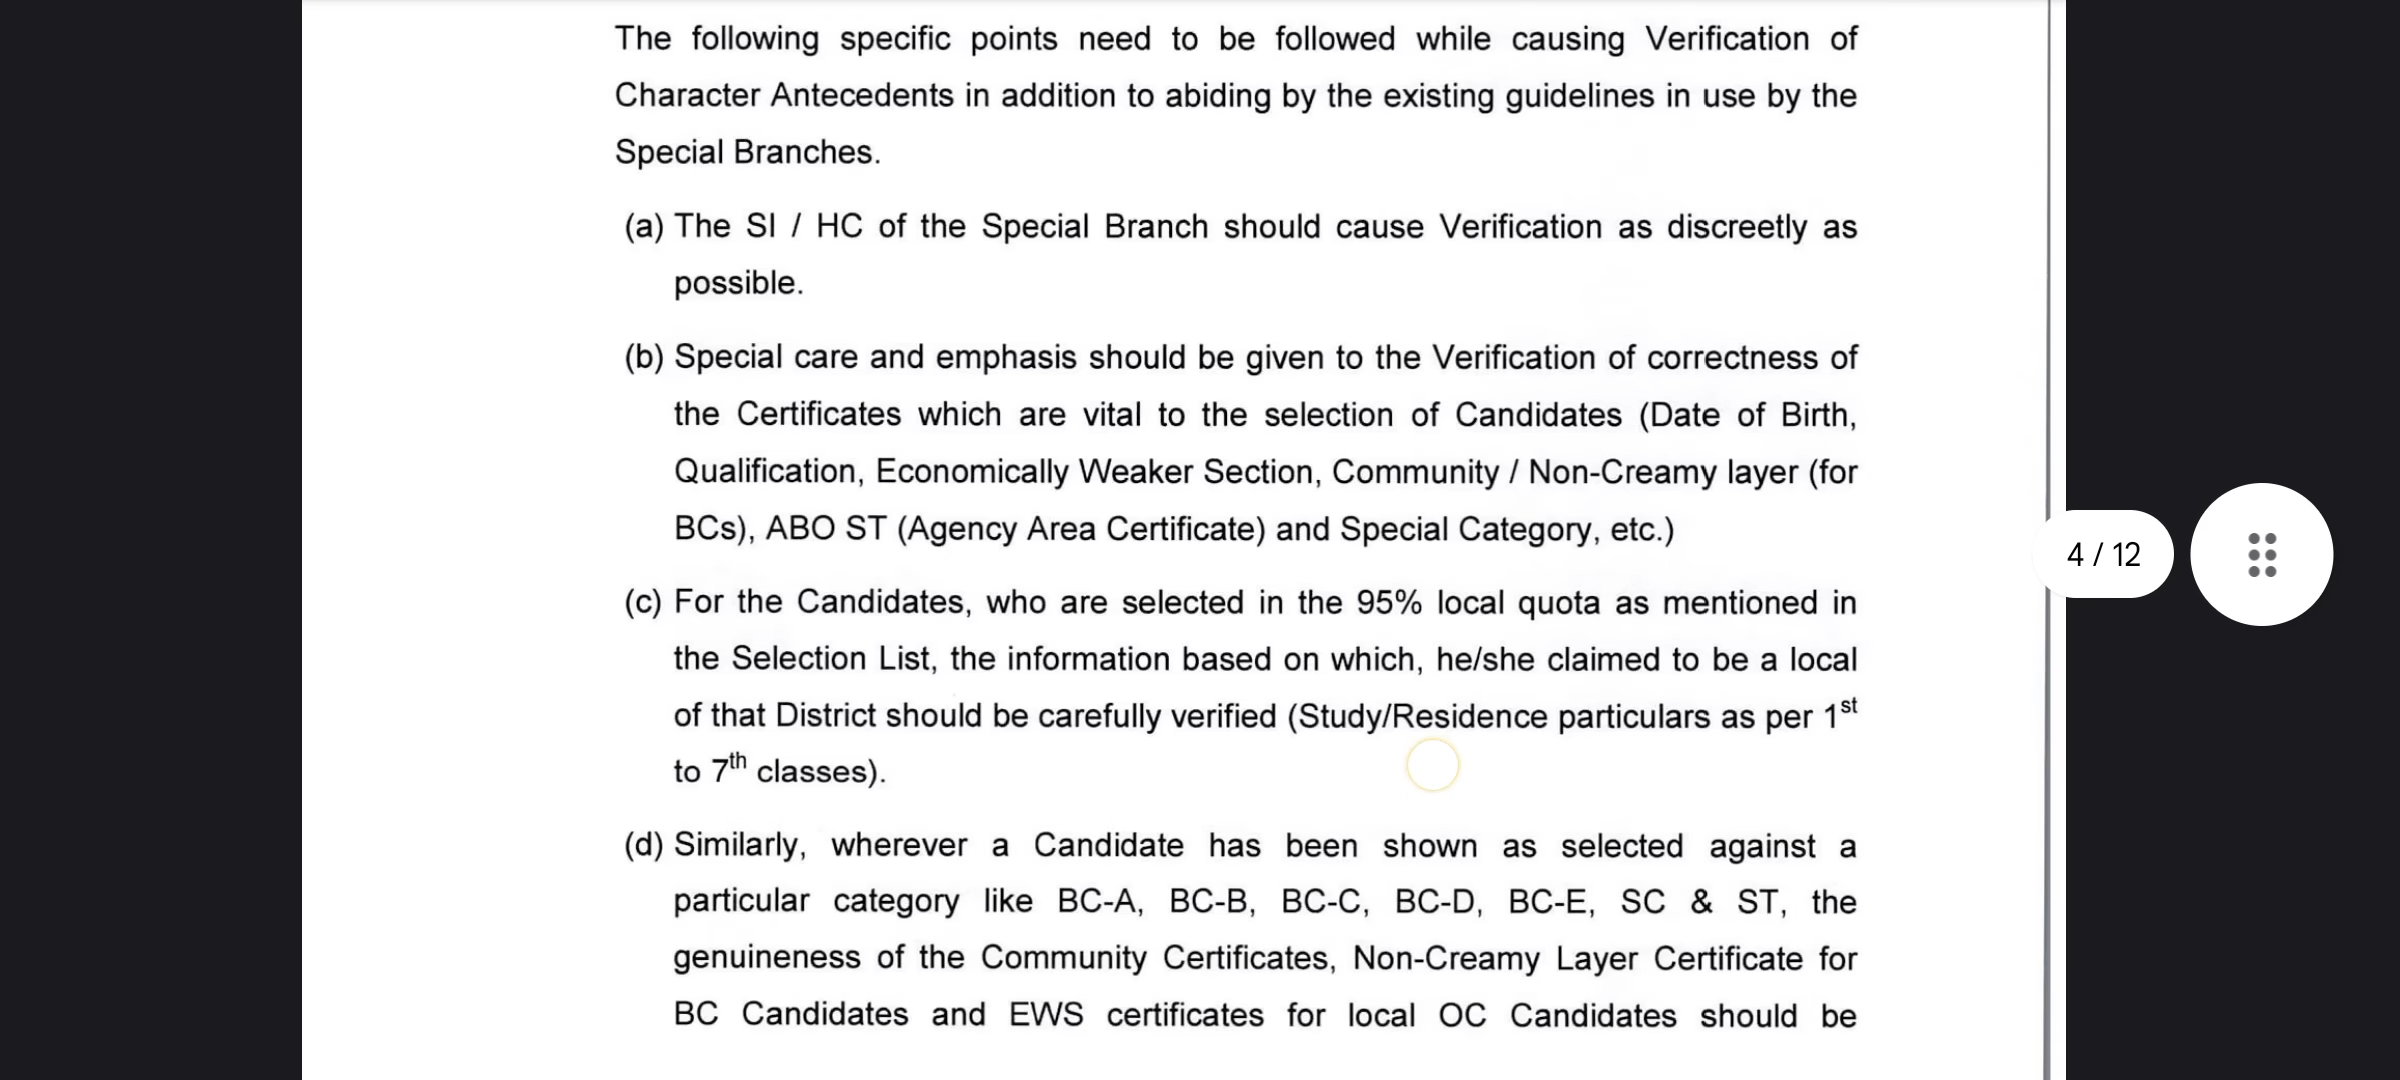 The following specific points need to be followed while causing Verification of
Character Antecedents in addition to abiding by the existing guidelines in use by the
Special Branches.
(a) The SI / HC of the Special Branch should cause Verification as discreetly as
possible.
(b) Special care and emphasis should be given to the Verification of correctness of
the Certificates which are vital to the selection of Candidates (Date of Birth,
Qualification, Economically Weaker Section, Community / Non-Creamy layer (for
BCs), ABO ST (Agency Area Certificate) and Special Category, etc.)
(c) For the Candidates, who are selected in the 95% local quota as mentioned in
the Selection List, the information based on which, he/she claimed to be a local
of that District should be carefully verified (Study/Residence particulars as per 1st
to 7th classes).
(d) Similarly, wherever a Candidate has been shown as selected against a
particular category like BC-A, BC-B, BC-C, BC-D, BC-E, SC & ST, the
genuineness of the Community Certificates, Non-Creamy Layer Certificate for
BC Candidates and EWS certificates for local OC Candidates should be
4 / 12